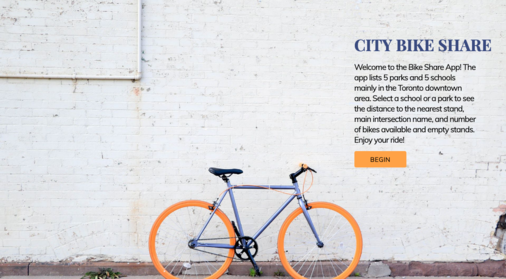 CITY BIKE SHARE
Welcome to the Bike Share App! The
app lists 5 parks and 5 schools
mainly in the Toronto downtown
area. Select a school or a park to see
the distance to the nearest stand,
main intersection name, and number
of bikes available and empty stands.
Enjoy your ride!
BEGIN